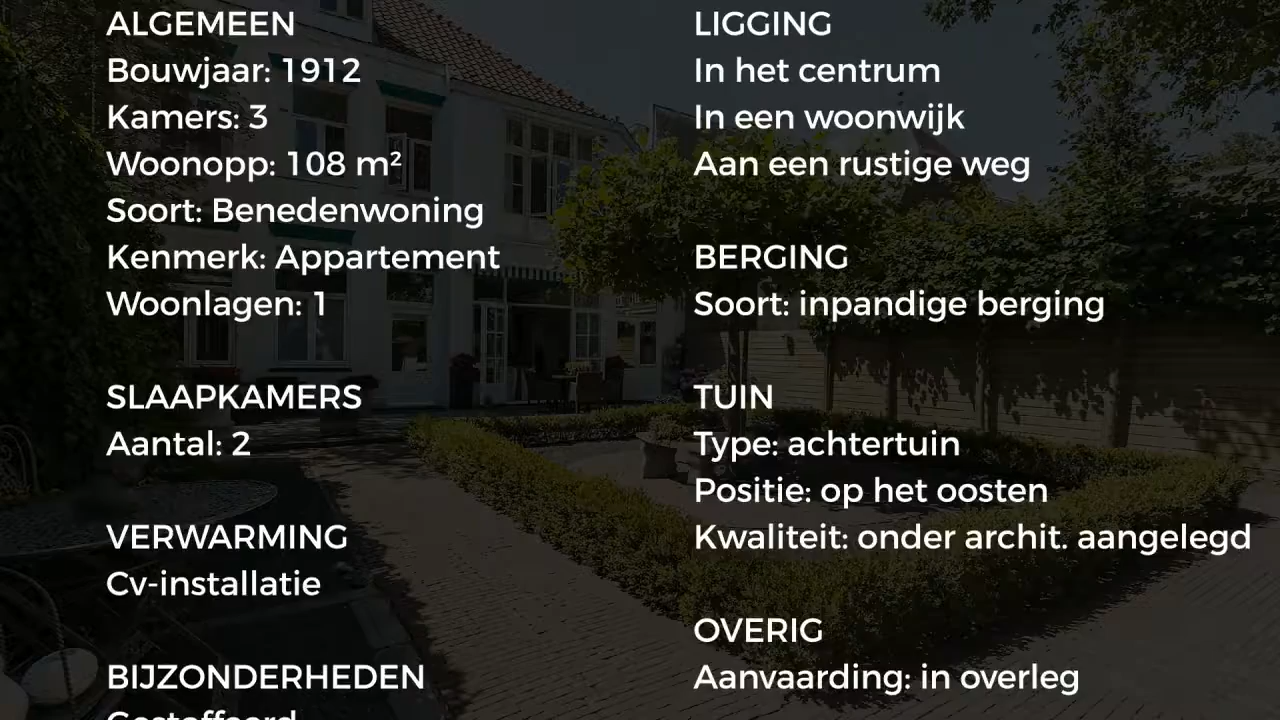 ALGEMEEN
Bouwjaar: 1912
Kamers: 3
Woonopp: 108 m²
Soort: Benedenwoning
Kenmerk: Appartement
Woonlagen: 1
SLAAPKAMERS
Aantal: 2
VERWARMING
Cv-installatie
BIJZONDERHEDEN
Gestoffeerd
LIGGING
In het centrum
In een woonwijk
Aan een rustige weg
BERGING
Soort: inpandige berging
TUIN
Type: achtertuin
Positie: op het oosten
Kwaliteit: onder archit. aangelegd
OVERIG
Aanvaarding: in overleg